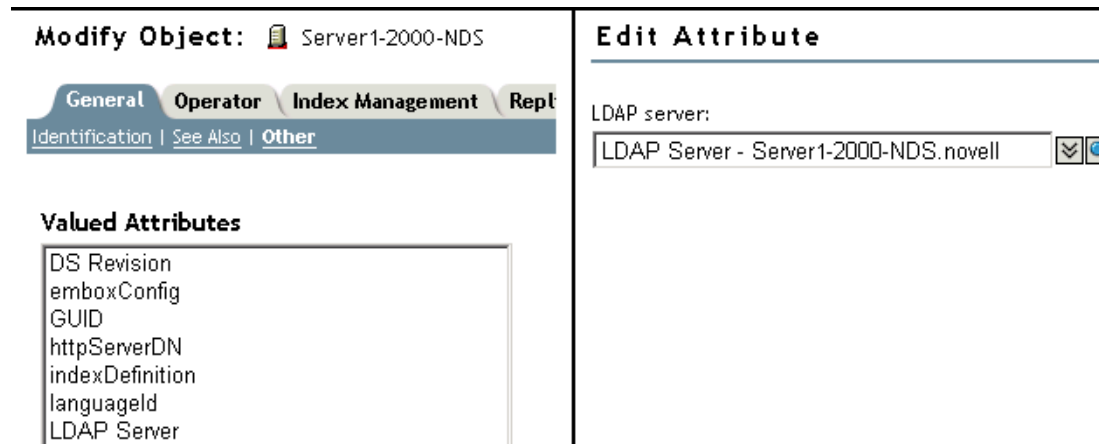 Modify Object: Server1-2000-NDS
General Operator Index Management Repl
Identification | See Also | Other
Valued Attributes
DS Revision
emboxConfig
GUID
httpServerDN
indexDefinition
languageId
LDAP Server
Edit Attribute
LDAP server:
LDAP Server - Server1-2000-NDS.novell